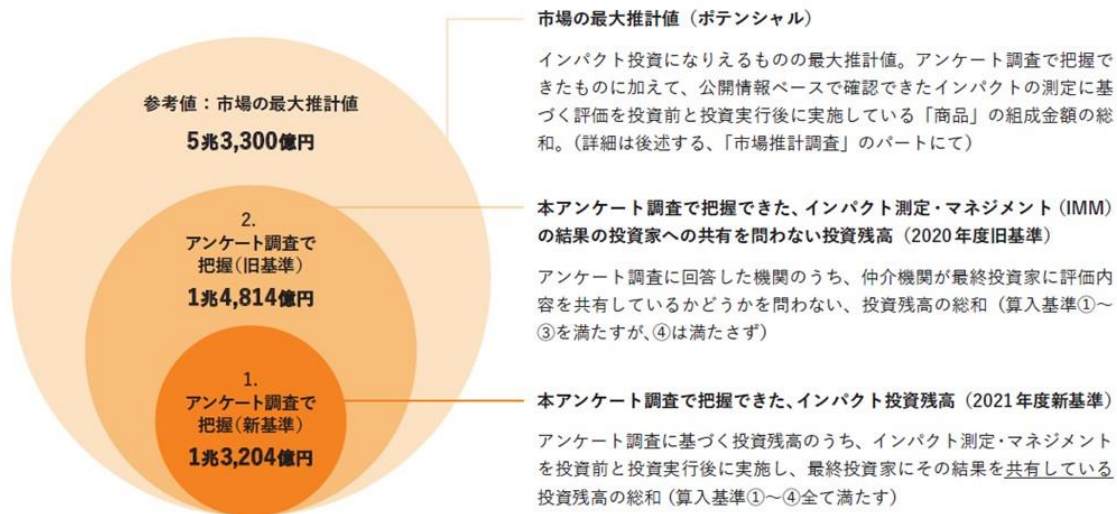 参考値：市場の最大推計値
5兆3,300億円
2.
アンケート調査で
把握（旧基準）
1兆4,814億円
1.
アンケート調査で
把握（新基準）
1兆3,204億円
市場の最大推計値（ポテンシャル）
インパクト投資になりえるものの最大推計値。アンケート調査で把握で
きたものに加えて、公開情報ベースで確認できたインパクトの測定に基
づく評価を投資前と投資実行後に実施している「商品」の組成金額の総
和。（詳細は後述する、「市場推計調査」のパートにて）
本アンケート調査で把握できた、インパクト測定・マネジメント（IMM）
の結果の投資家への共有を問わない投資残高（2020年度旧基準）
アンケート調査に回答した機関のうち、仲介機関が最終投資家に評価内
容を共有しているかどうかを問わない、投資残高の総和（算入基準①～
③を満たすが、④は満たさず）
本アンケート調査で把握できた、インパクト投資残高（2021年度新基準）
アンケート調査に基づく投資残高のうち、インパクト測定・マネジメント
を投資前と投資実行後に実施し、最終投資家にその結果を共有している
投資残高の総和（算入基準①～④全て満たす）